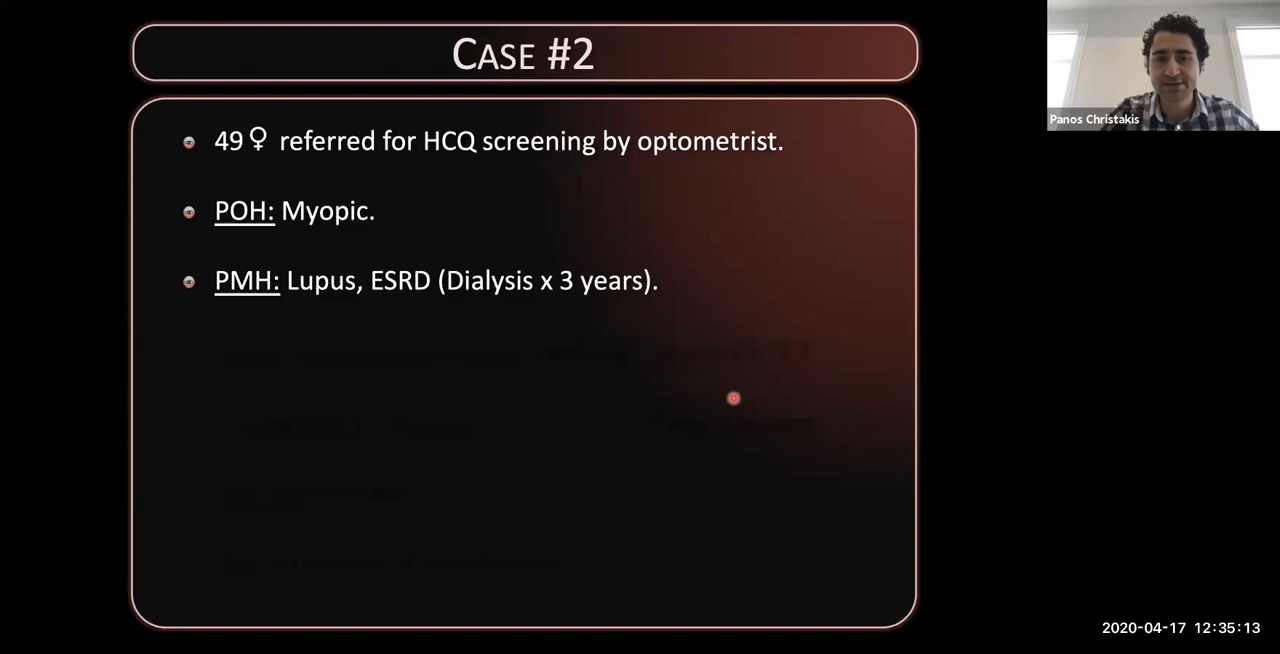 CASE #2
49♀ referred for HCQ screening by optometrist.
POH: Myopic.
PMH: Lupus, ESRD (Dialysis x 3 years).
Panos Christakis
2020-04-17 12:35:13